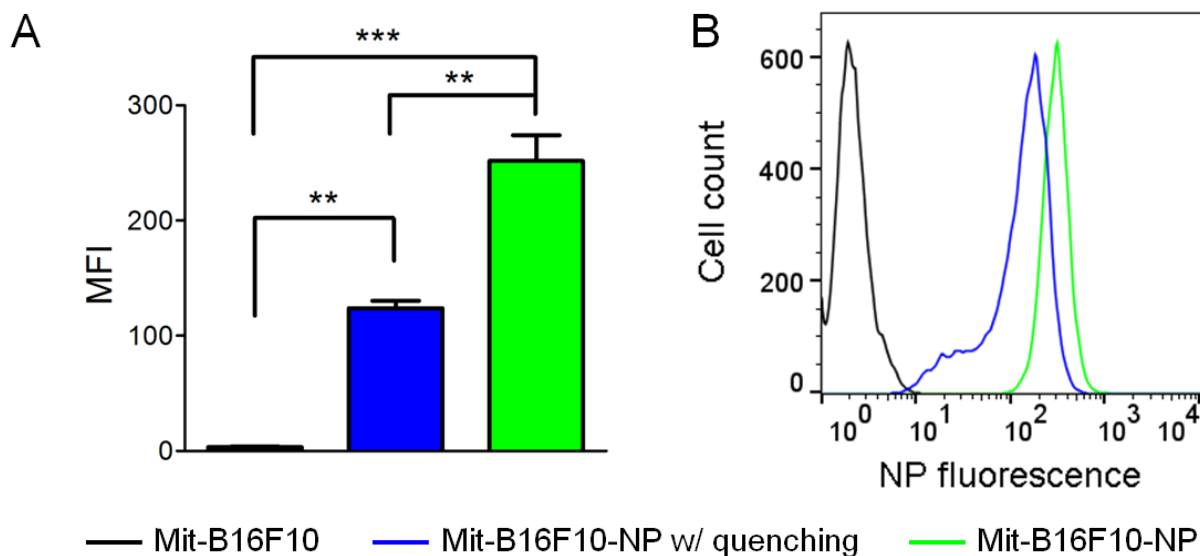 A
***
**
**
300
200
100
0
MFI
B
600
400
200
0
Cell count
10^0 10^1 10^2 10^3 10^4
NP fluorescence
Mit-B16F10 Mit-B16F10-NP w/ quenching Mit-B16F10-NP